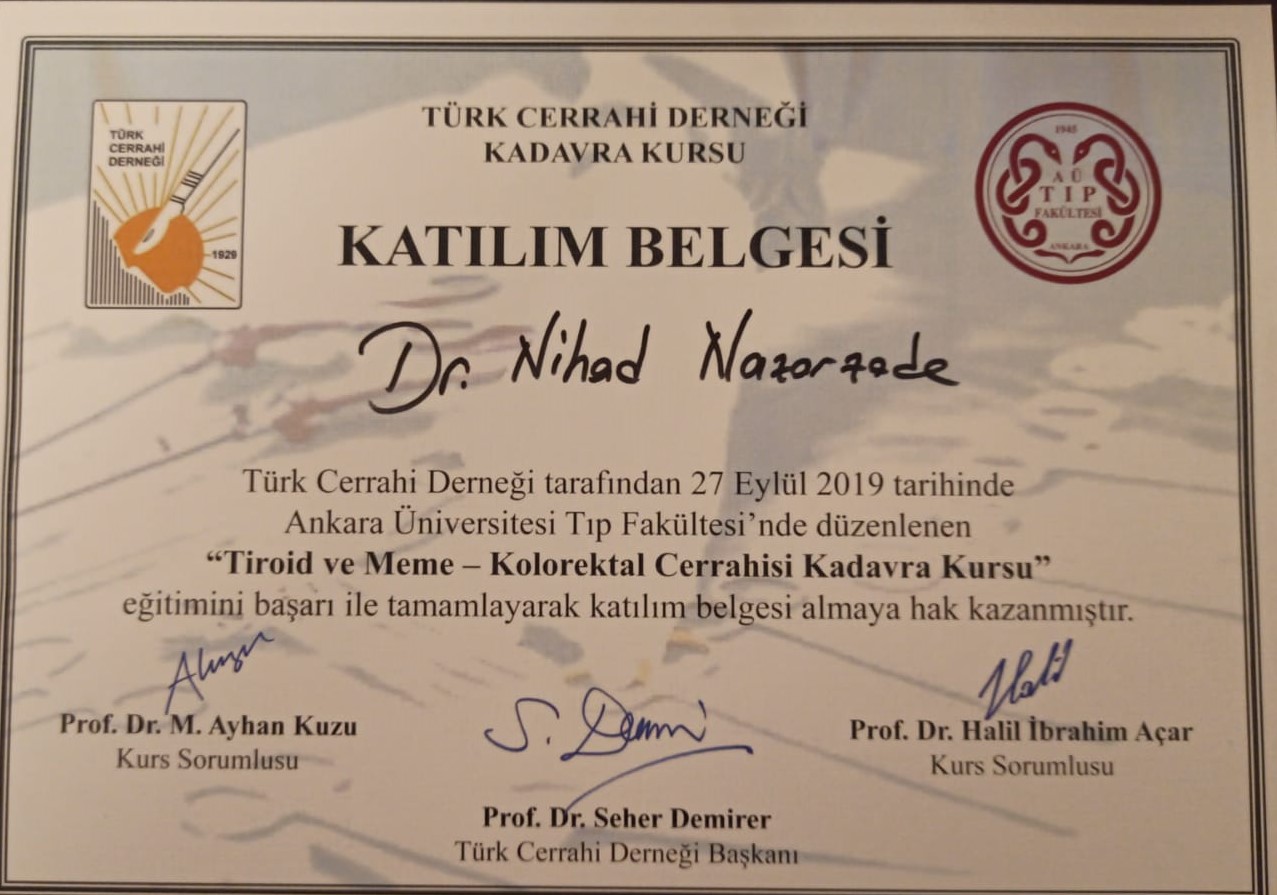 TÜRK CERRAHİ DERNEĞİ
KADAVRA KURSU
TÜRK
CERRAHİ
DERNEĞİ
1929
1945
A Ü
TIP
FAKÜLTESİ
ANKARA
KATILIM BELGESİ
Dr. Nihad Nazarzade
Türk Cerrahi Derneği tarafından 27 Eylül 2019 tarihinde
Ankara Üniversitesi Tıp Fakültesi’nde düzenlenen
“Tiroid ve Meme – Kolorektal Cerrahisi Kadavra Kursu”
eğitimini başarı ile tamamlayarak katılım belgesi almaya hak kazanmıştır.
Prof. Dr. M. Ayhan Kuzu
Kurs Sorumlusu
S. Demi
Prof. Dr. Seher Demirer
Türk Cerrahi Derneği Başkanı
Halil
Prof. Dr. Halil İbrahim Açar
Kurs Sorumlusu